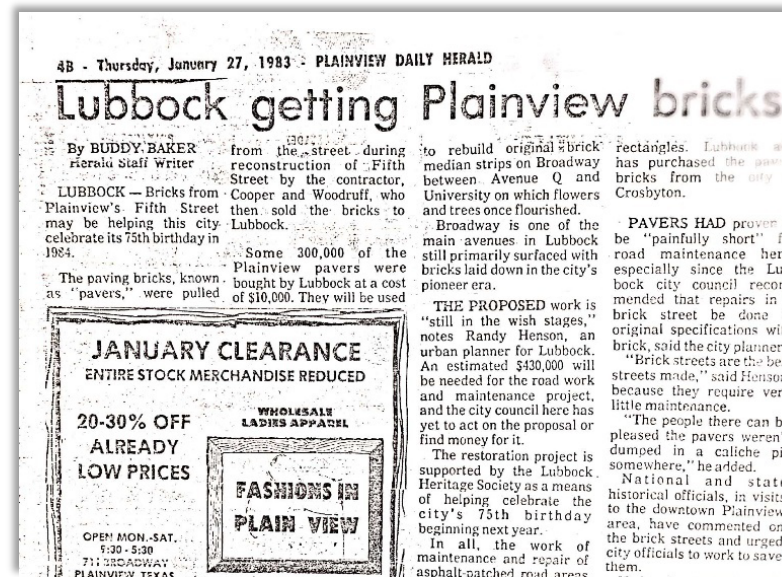 4B - Thursday, January 27, 1983 - PLAINVIEW DAILY HERALD
Lubbock getting Plainview bricks
By BUDDY BAKER
Herald Staff Writer
LUBBOCK — Bricks from
Plainview's Fifth Street
may be helping this city
celebrate its 75th birthday in
1984.
The paving bricks, known
as "pavers," were pulled
from the street during
reconstruction of Fifth
Street by the contractor,
Cooper and Woodruff, who
then sold the bricks to
Lubbock.
Some 300,000 of the
Plainview pavers were
bought by Lubbock at a cost
of $10,000. They will be used
to rebuild original brick
median strips on Broadway
between Avenue Q and
University on which flowers
and trees once flourished.
Broadway is one of the
main avenues in Lubbock
still primarily surfaced with
bricks laid down in the city's
pioneer era.
THE PROPOSED work is
"still in the wish stages,"
notes Randy Henson, an
urban planner for Lubbock.
An estimated $430,000 will
be needed for the road work
and maintenance project,
and the city council here has
yet to act on the proposal or
find money for it.
The restoration project is
supported by the Lubbock
Heritage Society as a means
of helping celebrate the
city's 75th birthday
beginning next year.
In all, the work of
maintenance and repair of
asphalt-patched road areas
rectangles. Lubbock
has purchased the
bricks from the city
Crosbyton.
PAVERS HAD proven
be "painfully short"
road maintenance her
especially since the Lu
bock city council recom
mended that repairs in
brick street be done
original specifications wi
brick, said the city planner
"Brick streets are the be
streets made," said Henso
because they require ver
little maintenance.
"The people there can b
pleased the pavers weren
dumped in a caliche pi
somewhere," he added.
National and stat
historical officials, in visit
to the downtown Plainview
area, have commented on
the brick streets and urged
city officials to work to save
them.
JANUARY CLEARANCE
ENTIRE STOCK MERCHANDISE REDUCED
20-30% OFF
ALREADY
LOW PRICES
OPEN MON.-SAT.
9:30 - 5:30
711 BROADWAY
PLAINVIEW, TEXAS
WHOLESALE
LADIES APPAREL
FASHIONS IN
PLAIN VIEW